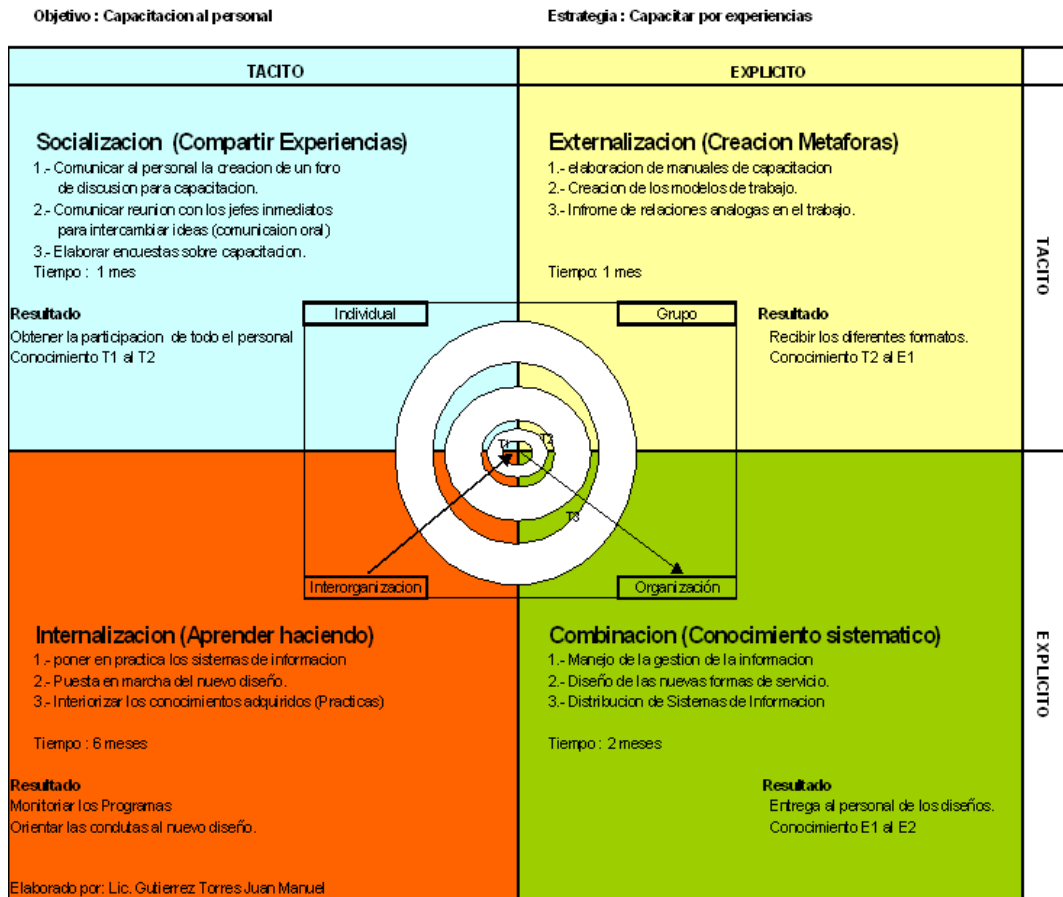 Objetivo : Capacitacion al personal
Estrategia : Capacitar por experiencias
TACITO
EXPLICITO
Socializacion (Compartir Experiencias)
1.- Comunicar al personal la creacion de un foro
de discusion para capacitacion.
2.- Comunicar reunion con los jefes inmediatos
para intercambiar ideas (comunicaion oral)
3.- Elaborar encuestas sobre capacitacion.
Tiempo : 1 mes
Resultado
Obtener la participacion de todo el personal
Conocimiento T1 al T2
Externalizacion (Creacion Metaforas)
1.- elaboracion de manuales de capacitacion
2.- Creacion de los modelos de trabajo.
3.- Infrome de relaciones analogas en el trabajo.
Tiempo: 1 mes
Resultado
Recibir los diferentes formatos.
Conocimiento T2 al E1
TACITO
Individual
Grupo
T1
T2
T3
Interorganizacion
Organización
Internalizacion (Aprender haciendo)
1.- poner en practica los sistemas de informacion
2.- Puesta en marcha del nuevo diseño.
3.- Interiorizar los conocimientos adquiridos (Practicas)
Tiempo : 6 meses
Resultado
Monitoriar los Programas
Orientar las condutas al nuevo diseño.
Combinacion (Conocimiento sistematico)
1.- Manejo de la gestion de la informacion
2.- Diseño de las nuevas formas de servicio.
3.- Distribucion de Sistemas de Informacion
Tiempo : 2 meses
Resultado
Entrega al personal de los diseños.
Conocimiento E1 al E2
EXPLICITO
Elaborado por: Lic. Gutierrez Torres Juan Manuel